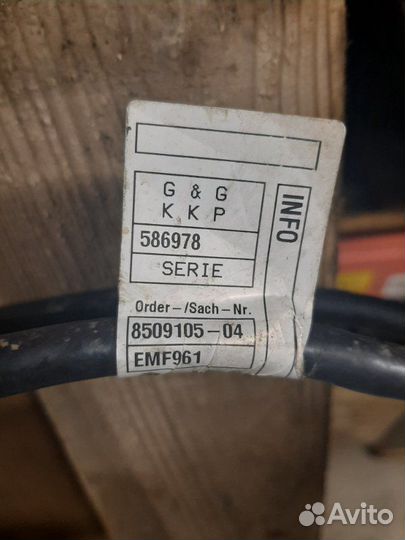 G & G
K K P
586978
SERIE
Order-/Sach-Nr.
8509105-04
EMF961
INFO
Avito